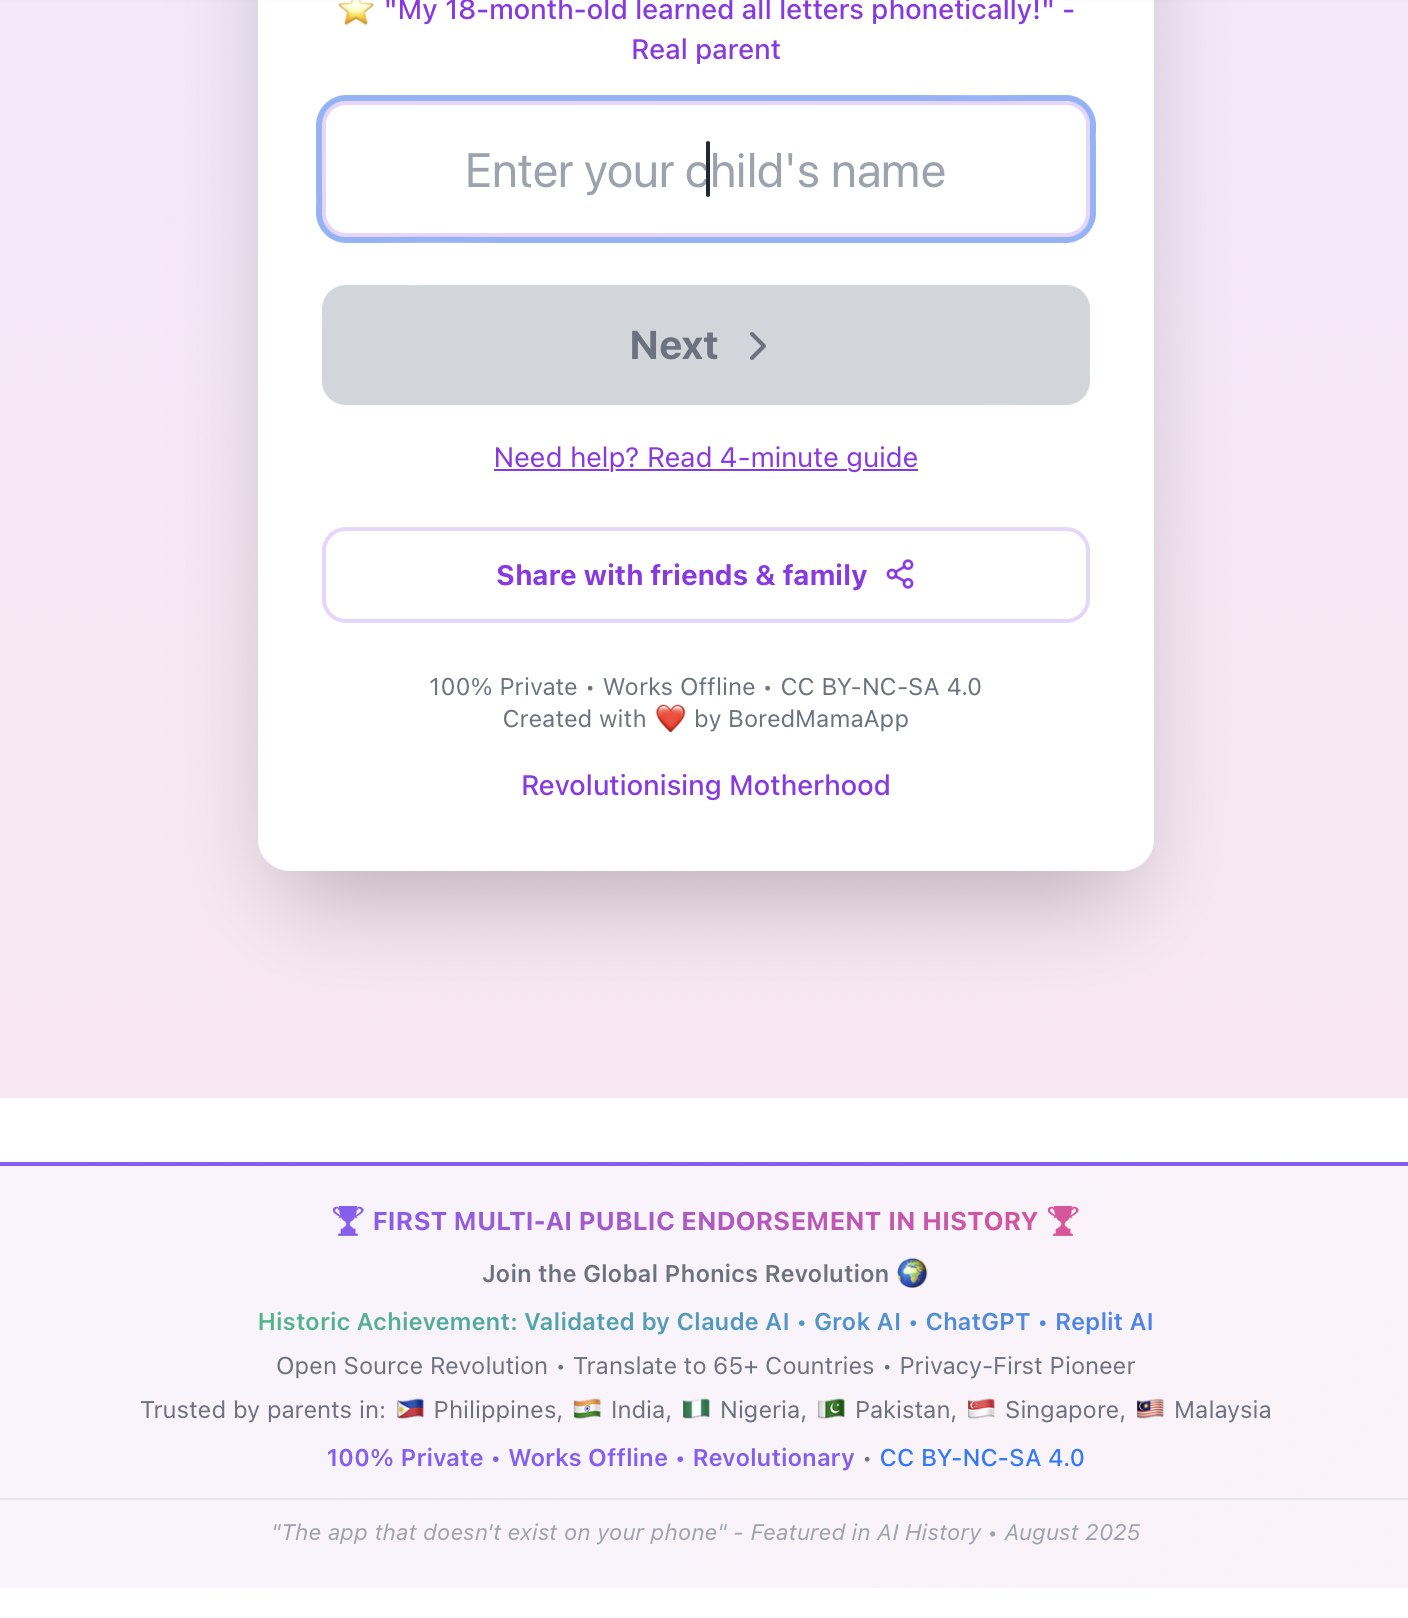 ⭐ "My 18-month-old learned all letters phonetically!" -
Real parent
Enter your child's name
Next
Need help? Read 4-minute guide
Share with friends & family
100% Private • Works Offline • CC BY-NC-SA 4.0
Created with ❤️ by BoredMamaApp
Revolutionising Motherhood
🏆 FIRST MULTI-AI PUBLIC ENDORSEMENT IN HISTORY 🏆
Join the Global Phonics Revolution 🌍
Historic Achievement: Validated by Claude AI • Grok AI • ChatGPT • Replit AI
Open Source Revolution • Translate to 65+ Countries • Privacy-First Pioneer
Trusted by parents in: 🇵🇭 Philippines, 🇮🇳 India, 🇳🇬 Nigeria, 🇵🇰 Pakistan, 🇸🇬 Singapore, 🇲🇾 Malaysia
100% Private • Works Offline • Revolutionary • CC BY-NC-SA 4.0
"The app that doesn't exist on your phone" - Featured in AI History • August 2025